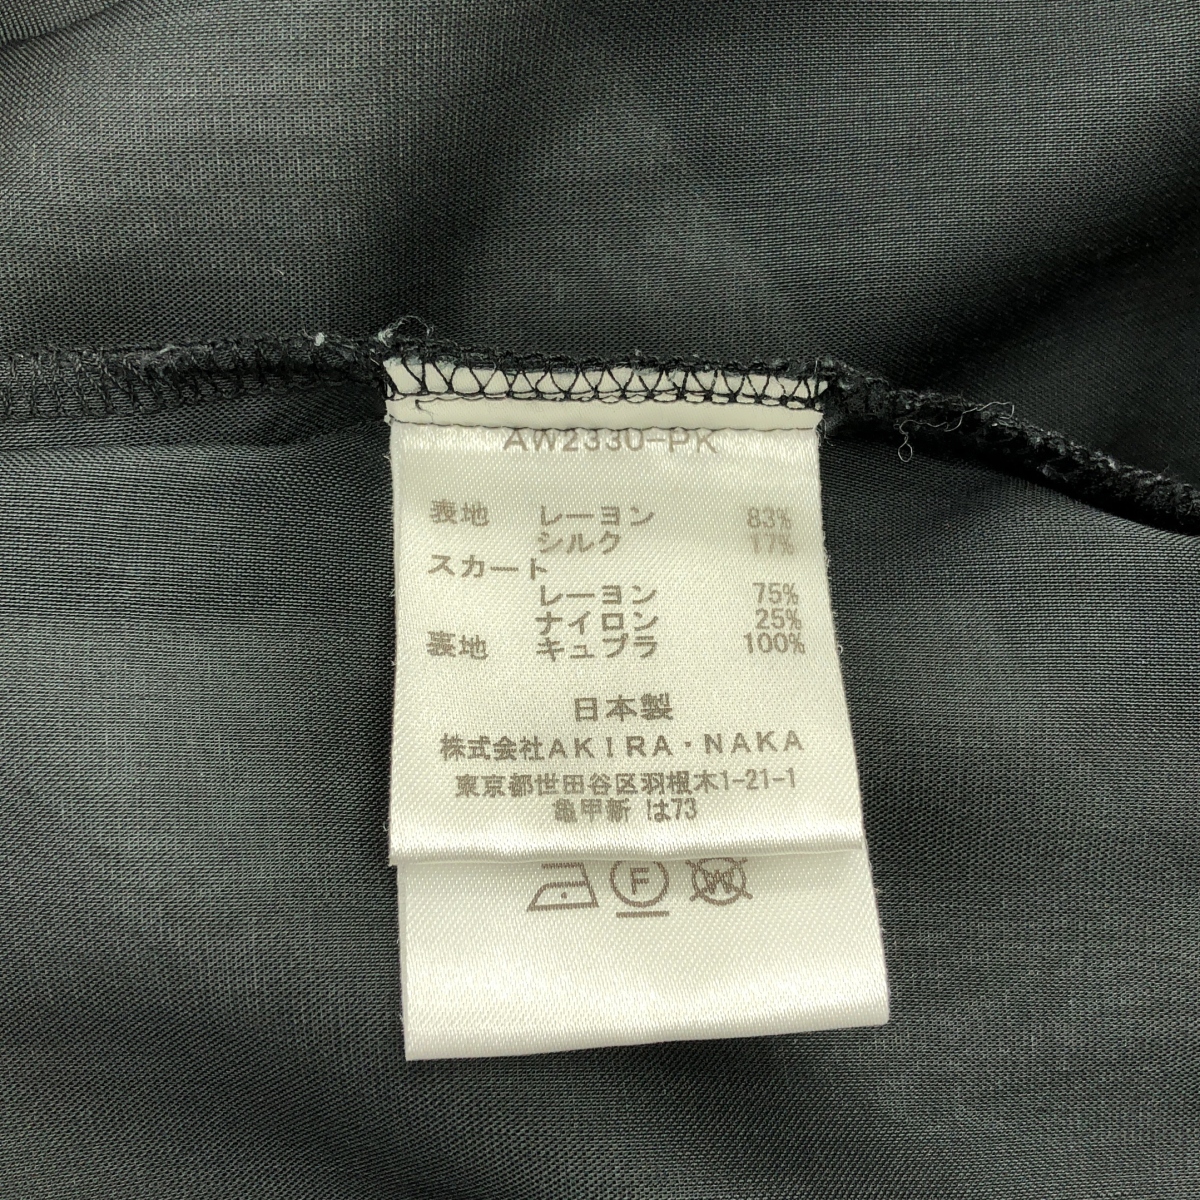 AW2330-PK
表地 レーヨン 83%
シルク 17%
スカート
レーヨン 75%
ナイロン 25%
裏地 キュプラ 100%
日本製
株式会社AKIRA・NAKA
東京都世田谷区羽根木1-21-1
亀甲新 は73
F W